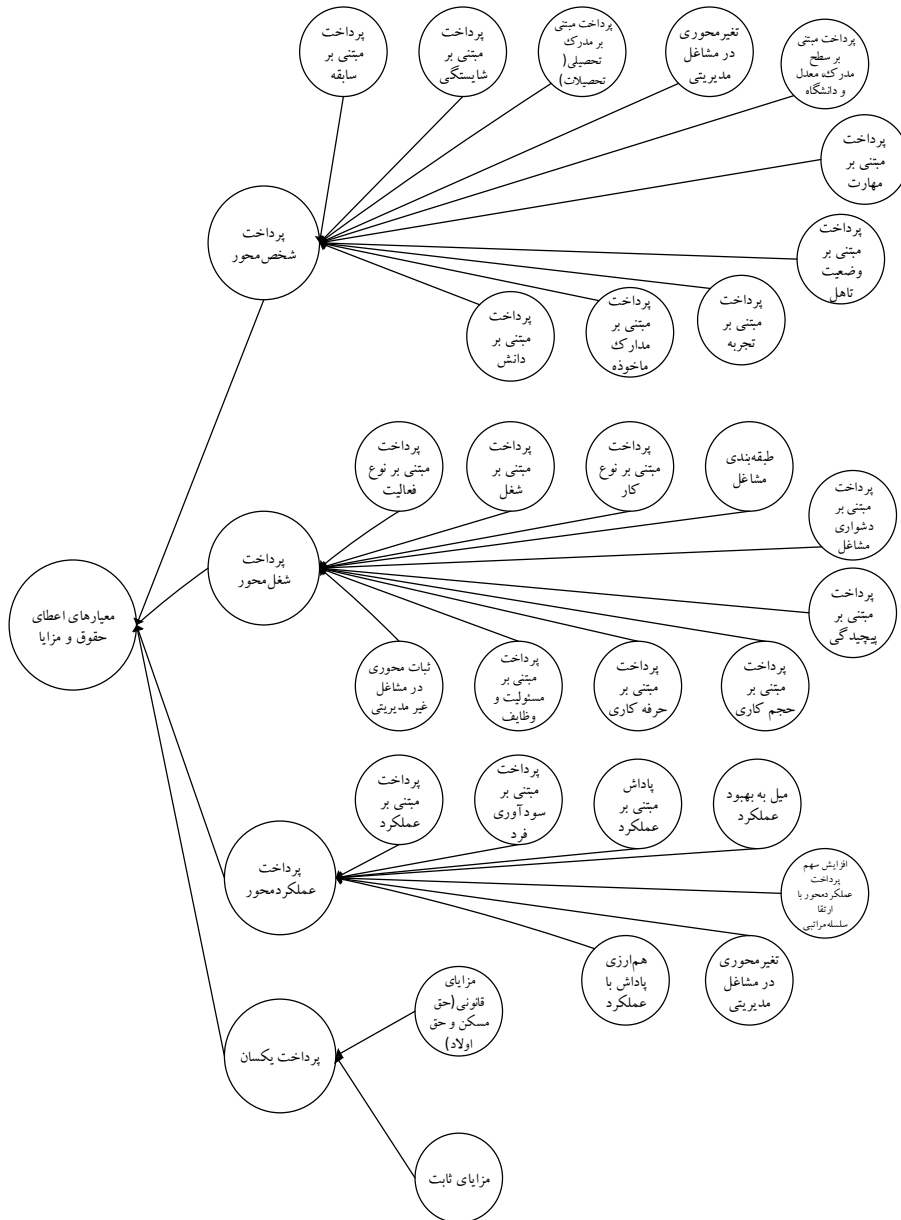 پرداخت
مبتنی بر
سابقه
پرداخت
مبتنی بر
شایستگی
پرداخت مبتنی
بر مدرک
تحصیلی(
تحصیلات)
تغیرمحوری
در مشاغل
مدیریتی
پرداخت مبتنی
بر سطح
مدرک، معدل
و دانشگاه
پرداخت
مبتنی بر
مهارت
پرداخت
مبتنی بر
وضعیت
تاهل
پرداخت
مبتنی بر
تجربه
پرداخت
مبتنی بر
مدارک
ماخوذه
پرداخت
مبتنی بر
دانش
پرداخت
شخص‌محور
پرداخت
مبتنی بر نوع
فعالیت
پرداخت
مبتنی بر
شغل
پرداخت
مبتنی بر نوع
کار
طبقه‌بندی
مشاغل
پرداخت
مبتنی بر
دشواری
مشاغل
پرداخت
مبتنی بر
پیچیدگی
پرداخت
مبتنی بر
حجم کاری
پرداخت
مبتنی بر
حرفه کاری
پرداخت
مبتنی بر
مسئولیت و
وظایف
ثبات محوری
در مشاغل
غیر مدیریتی
پرداخت
شغل‌محور
معیارهای اعطای
حقوق و مزایا
پرداخت
مبتنی بر
عملکرد
پرداخت
مبتنی بر
سودآوری
فرد
پاداش
مبتنی بر
عملکرد
میل به بهبود
عملکرد
افزایش سهم
پرداخت
عملکردمحور با
ارتقا
سلسله‌مراتبی
تغیرمحوری
در مشاغل
مدیریتی
هم‌ارزی
پاداش با
عملکرد
پرداخت
عملکردمحور
مزایای
قانونی(حق
مسکن و حق
اولاد)
پرداخت یکسان
مزایای ثابت